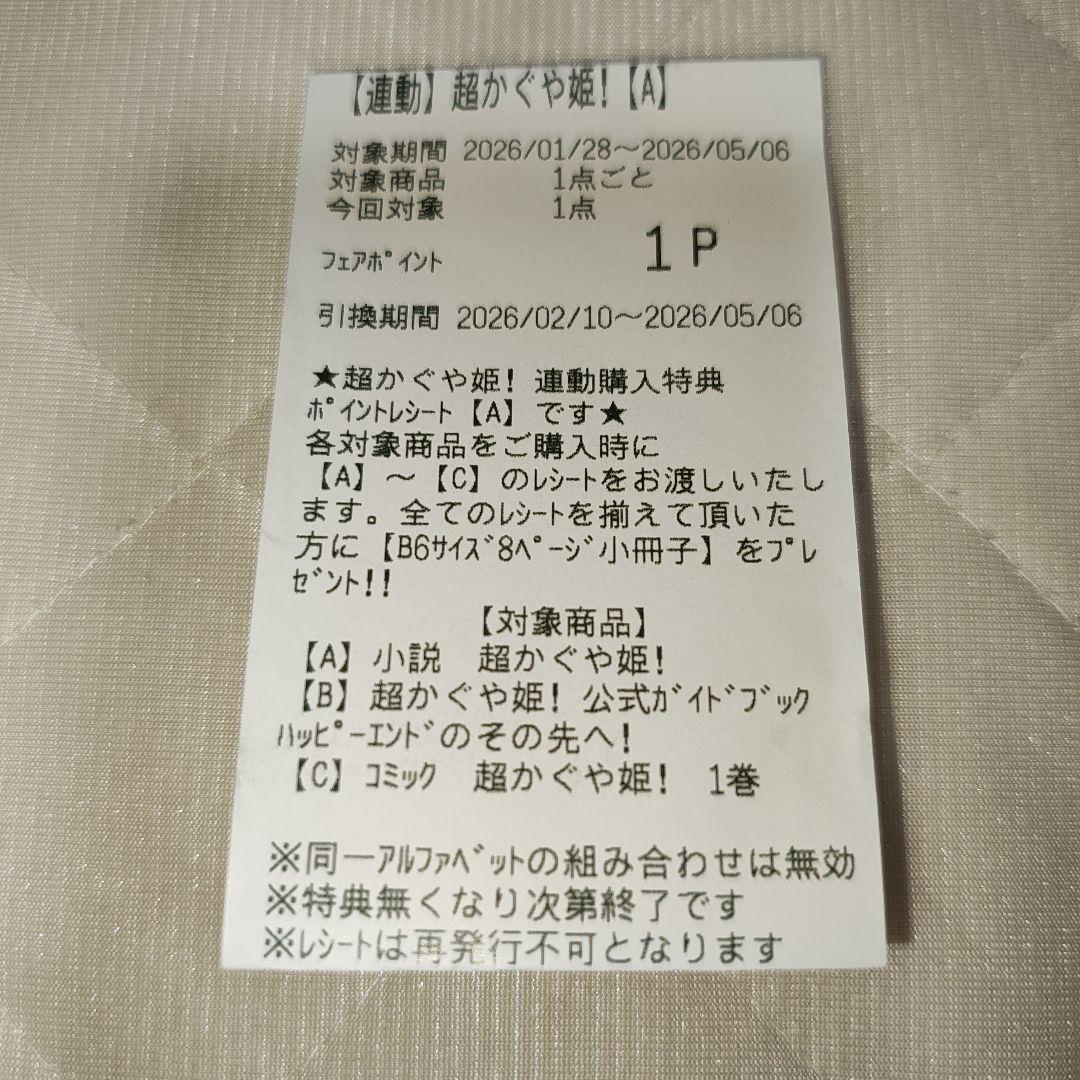 【連動】超かぐや姫!【A】
対象期間 2026/01/28~2026/05/06
対象商品 1点ごと
今回対象 1点
フェアポイント 1P
引換期間 2026/02/10~2026/05/06
★超かぐや姫! 連動購入特典
ポイントレシート【A】です★
各対象商品をご購入時に
【A】~【C】のレシートをお渡しいたし
ます。全てのレシートを揃えて頂いた
方に【B6サイズ8ページ小冊子】をプレ
ゼント!!
【対象商品】
【A】小説 超かぐや姫!
【B】超かぐや姫! 公式ガイドブック
ハッピーエンドのその先へ!
【C】コミック 超かぐや姫! 1巻
※同一アルファベットの組み合わせは無効
※特典無くなり次第終了です
※レシートは再発行不可となります